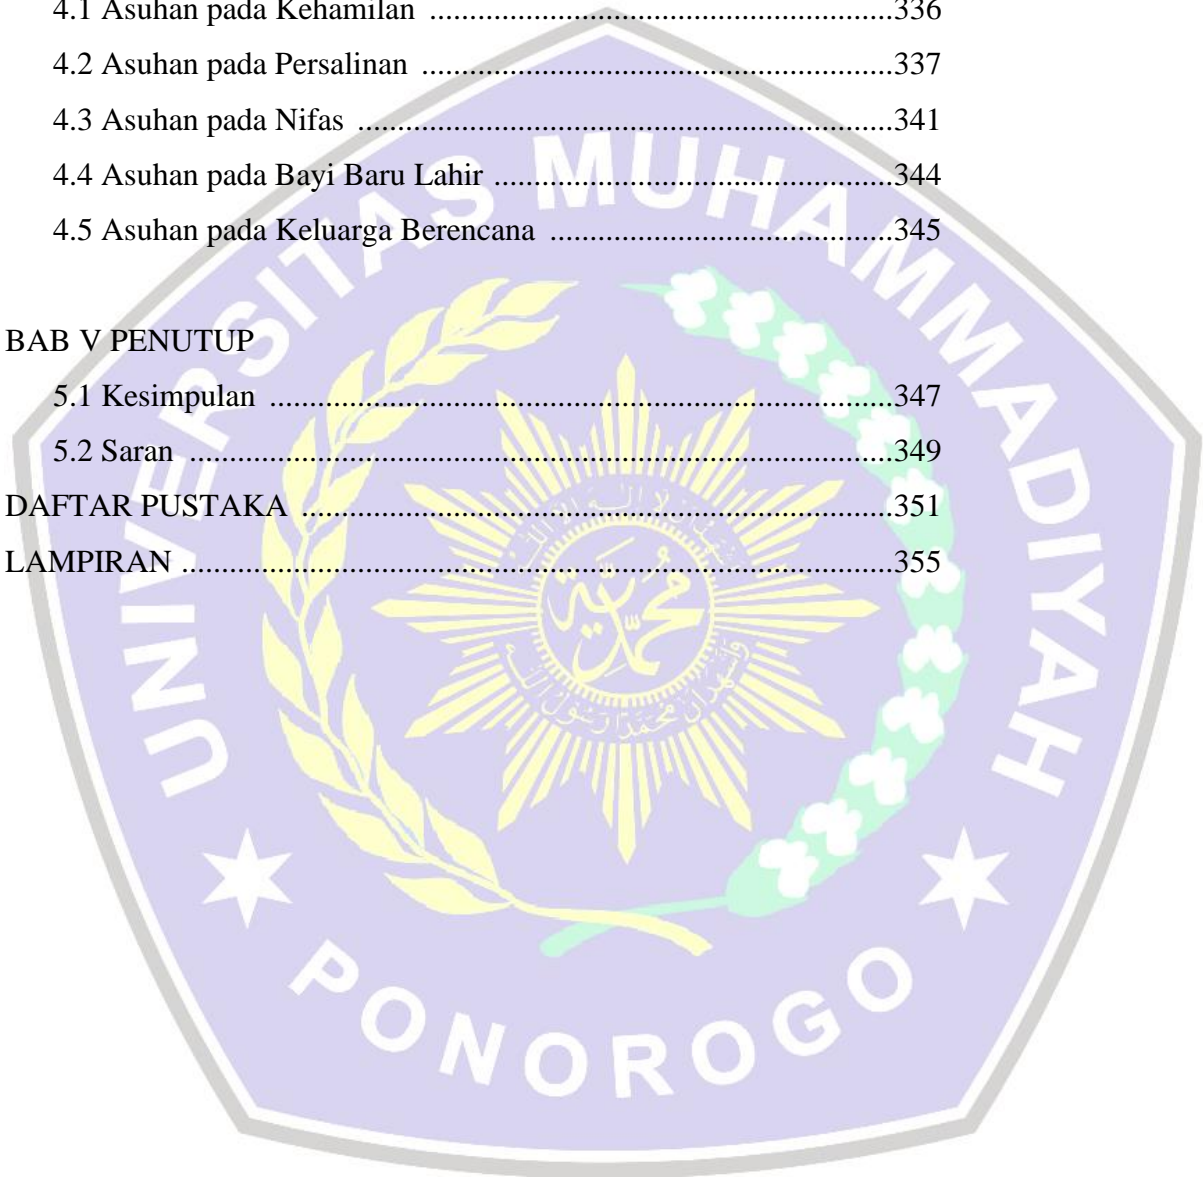 4.1 Asuhan pada Kehamilan ..........................................................336
4.2 Asuhan pada Persalinan ...........................................................337
4.3 Asuhan pada Nifas ...................................................................341
4.4 Asuhan pada Bayi Baru Lahir ..................................................344
4.5 Asuhan pada Keluarga Berencana ...........................................345
BAB V PENUTUP
5.1 Kesimpulan ..............................................................................347
5.2 Saran ........................................................................................349
DAFTAR PUSTAKA ..........................................................................351
LAMPIRAN .........................................................................................355
UNIVERSITAS MUHAMMADIYAH
PONOROGO
محمدية